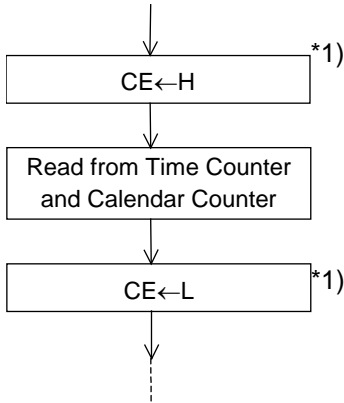 *1)
CE←H
Read from Time Counter
and Calendar Counter
*1)
CE←L